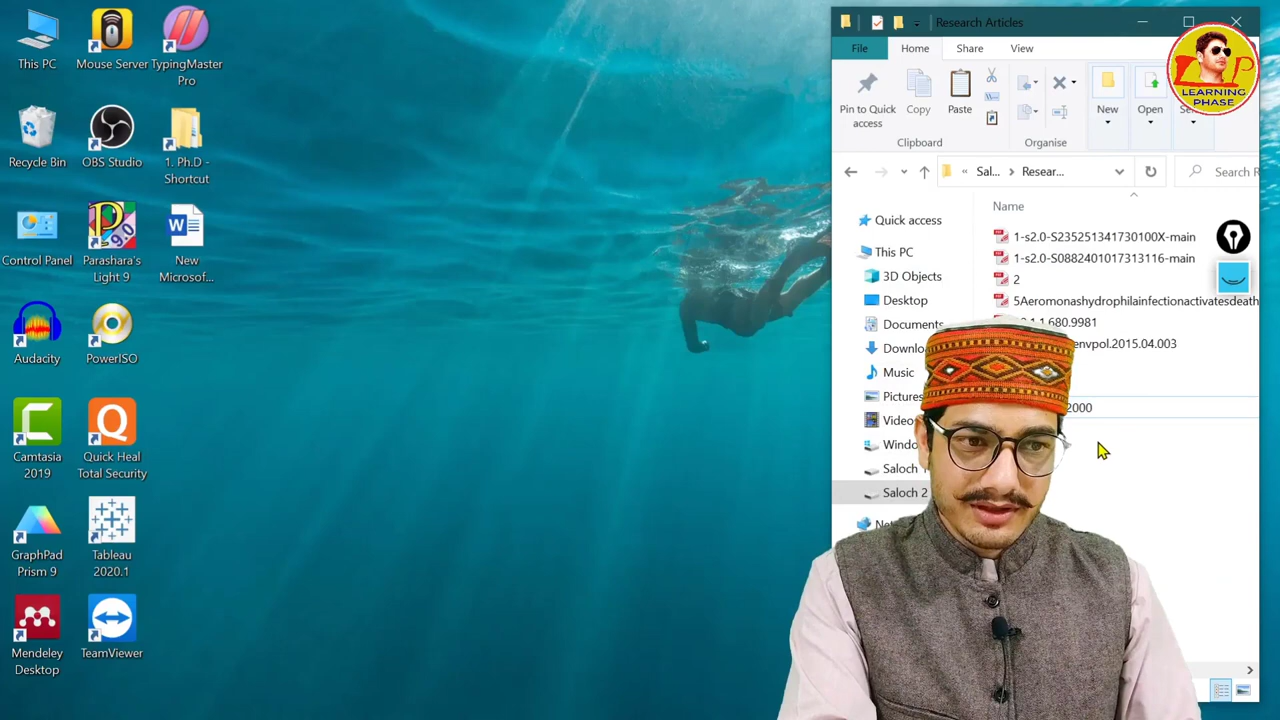 This PC
Mouse Server
TypingMaster
Pro
Recycle Bin
OBS Studio
1. Ph.D -
Shortcut
Control Panel
Parashara's
Light 9
New
Microsof...
Audacity
PowerISO
Camtasia
2019
Quick Heal
Total Security
GraphPad
Prism 9
Tableau
2020.1
Mendeley
Desktop
TeamViewer
Research Articles
File
Home
Share
View
LEARNING
PHASE
Pin to Quick
access
Copy
Paste
New
Open
Clipboard
Organise
« Sal... > Resear...
Search R
Name
Quick access
This PC
3D Objects
Desktop
Documents
Downlo
Music
Pictures
Video
Windo
Saloch 1
Saloch 2
Net
1-s2.0-S235251341730100X-main
1-s2.0-S0882401017313116-main
2
5Aeromonashydrophilainfectionactivatesdeath
0.1.1.680.9981
envpol.2015.04.003
2000